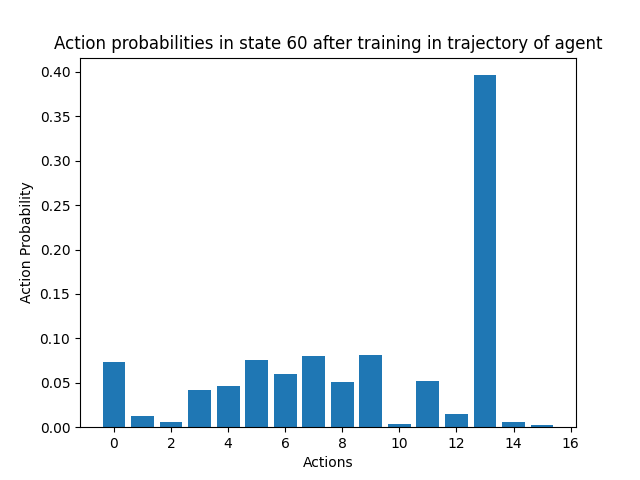 Action probabilities in state 60 after training in trajectory of agent
0.40
0.35
0.30
0.25
0.20
0.15
0.10
0.05
0.00
Action Probability
0 2 4 6 8 10 12 14 16
Actions